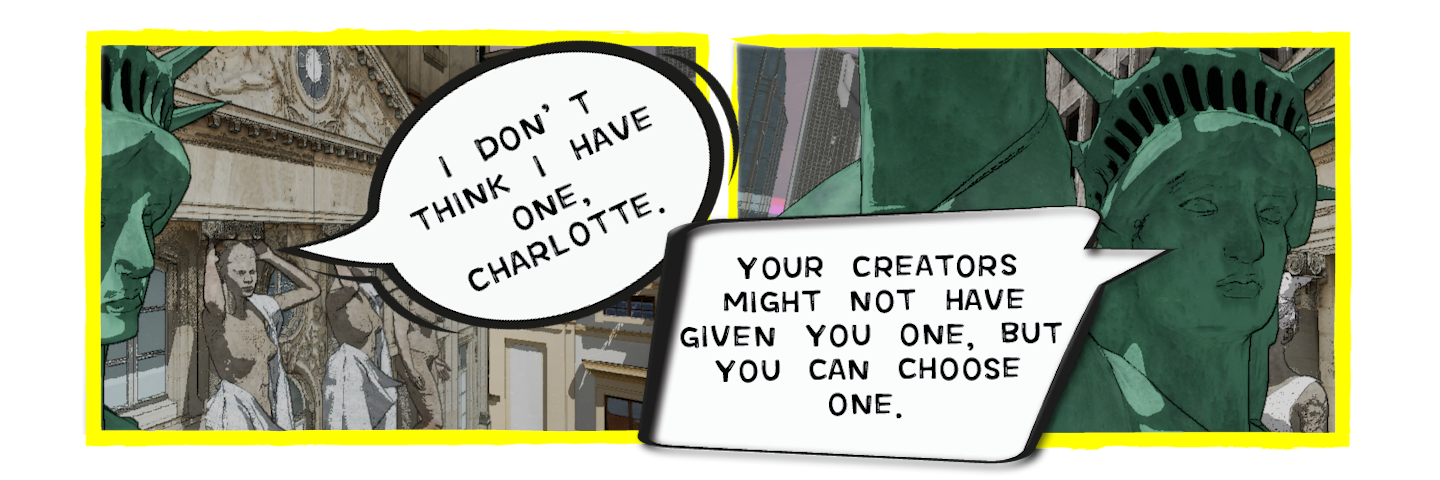 I DON'T
THINK I HAVE
ONE,
CHARLOTTE.
YOUR CREATORS
MIGHT NOT HAVE
GIVEN YOU ONE, BUT
YOU CAN CHOOSE
ONE.